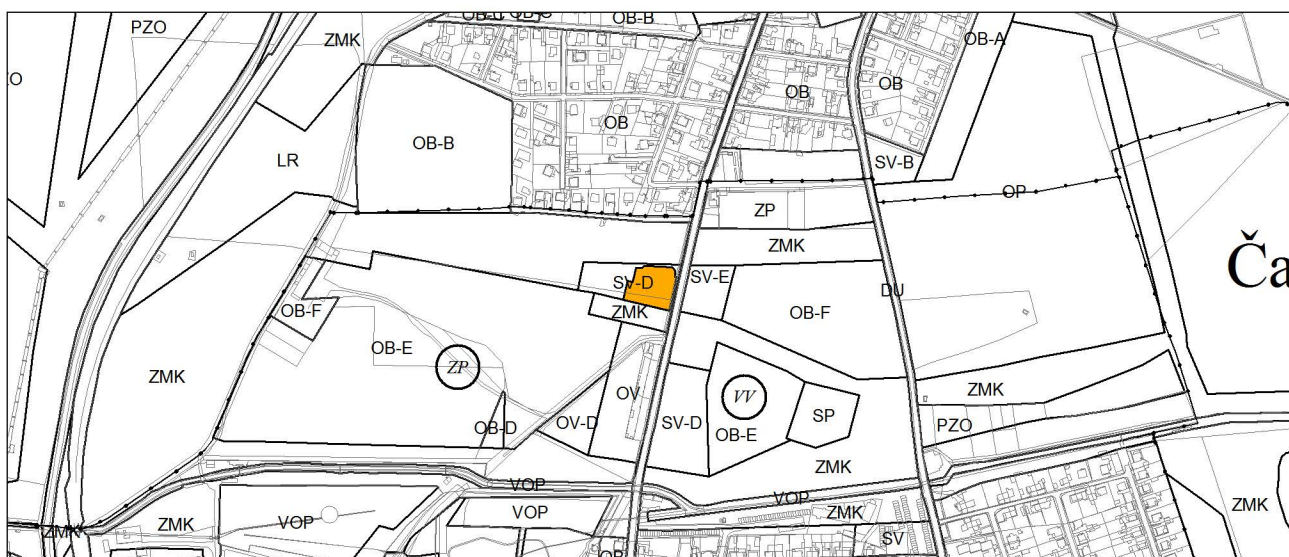 OB-B
OB-A
PZO
ZMK
O
OB
OB
OB
OB-B
LR
SV-B
OP
ZP
ZMK
Ča
SV-D
SV-E
DU
OB-F
ZMK
OB-F
OB-E
ZP
ZMK
ZMK
OV
SV-D
VV
SP
OB-D
OV-D
OB-E
PZO
ZMK
VOP
VOP
ZMK
VOP
VOP
ZMK
ZMK
ZMK
SV